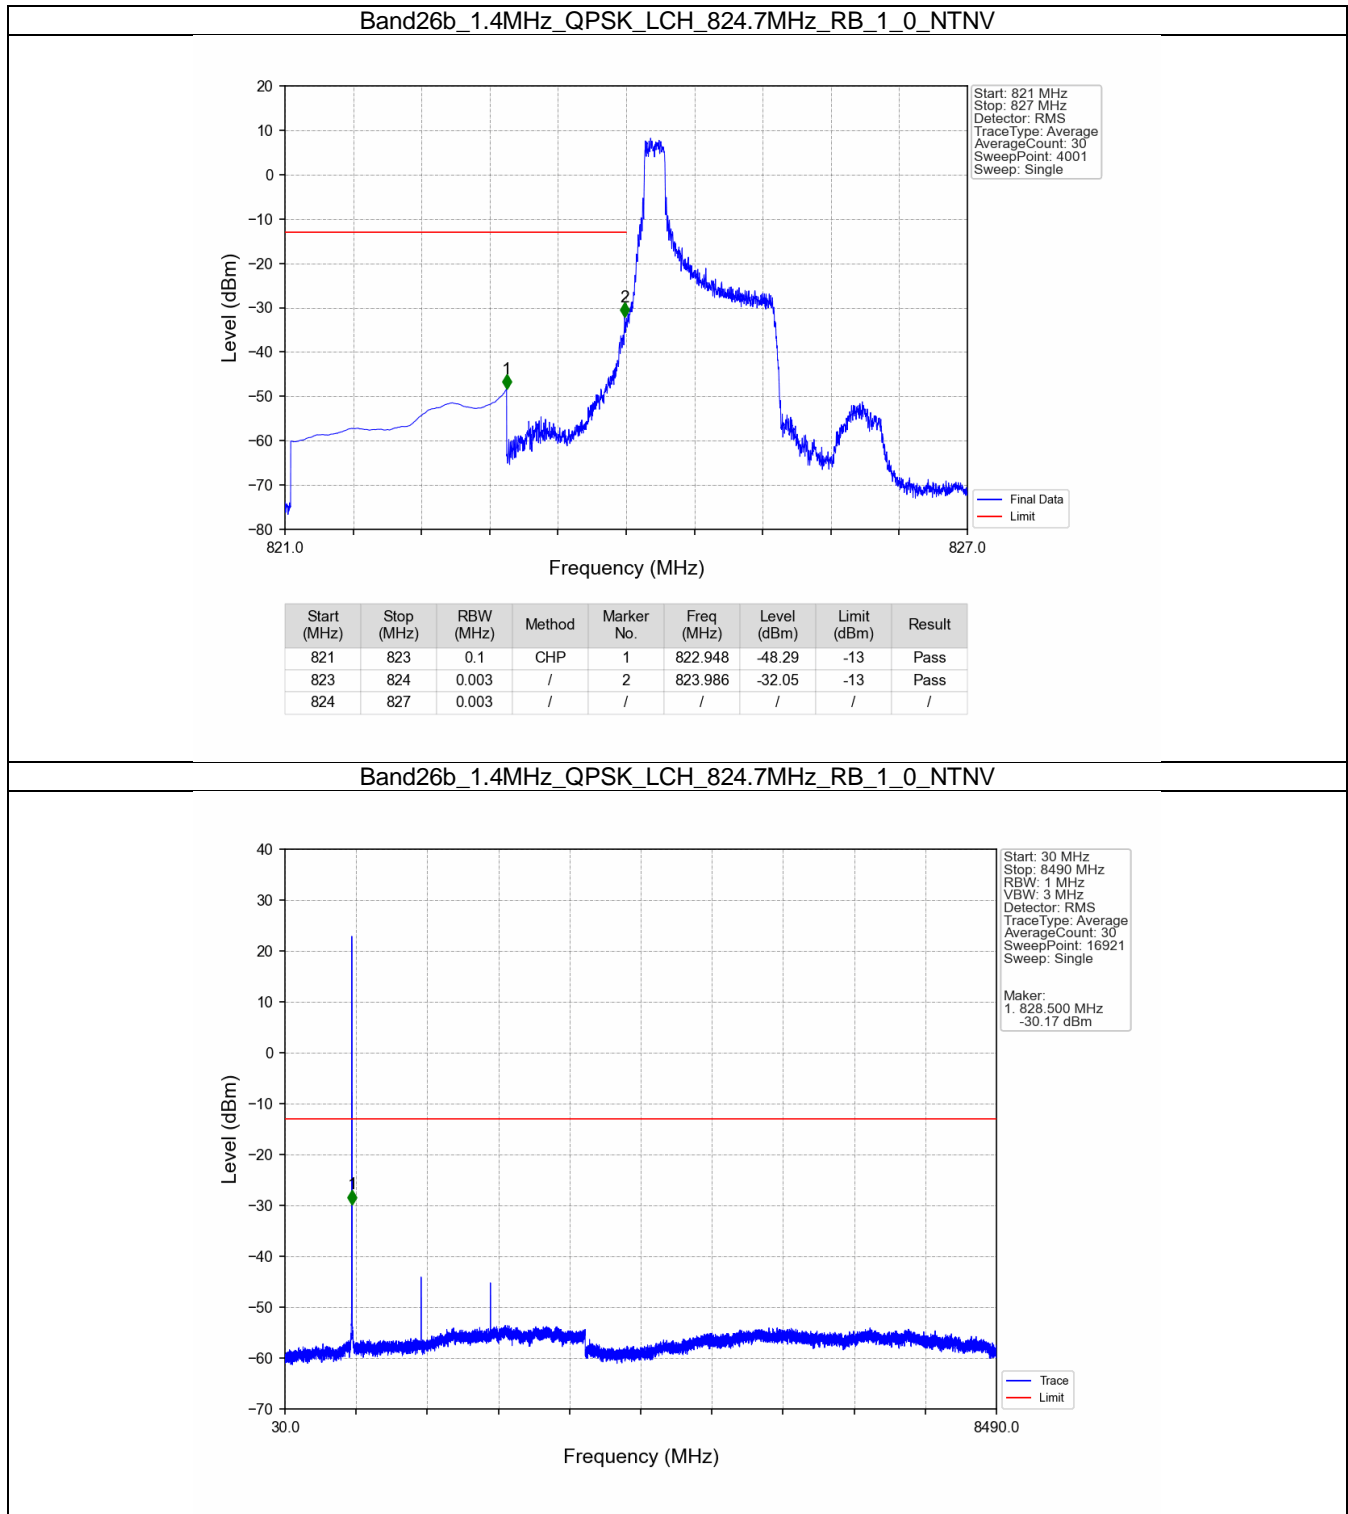 Band26b_1.4MHz_QPSK_LCH_824.7MHz_RB_1_0_NTNV
20
10
0
−10
−20
−30
−40
−50
−60
−70
−80
Level (dBm)
1
2
821.0
827.0
Frequency (MHz)
Start: 821 MHz
Stop: 827 MHz
Detector: RMS
TraceType: Average
AverageCount: 30
SweepPoint: 4001
Sweep: Single
Final Data
Limit
Start (MHz) Stop (MHz) RBW (MHz) Method Marker No. Freq (MHz) Level (dBm) Limit (dBm) Result
821 823 0.1 CHP 1 822.948 -48.29 -13 Pass
823 824 0.003 / 2 823.986 -32.05 -13 Pass
824 827 0.003 / / / / / /
Band26b_1.4MHz_QPSK_LCH_824.7MHz_RB_1_0_NTNV
40
30
20
10
0
−10
−20
−30
−40
−50
−60
−70
Level (dBm)
1
30.0
8490.0
Frequency (MHz)
Start: 30 MHz
Stop: 8490 MHz
RBW: 1 MHz
VBW: 3 MHz
Detector: RMS
TraceType: Average
AverageCount: 30
SweepPoint: 16921
Sweep: Single
Maker:
1. 828.500 MHz
-30.17 dBm
Trace
Limit